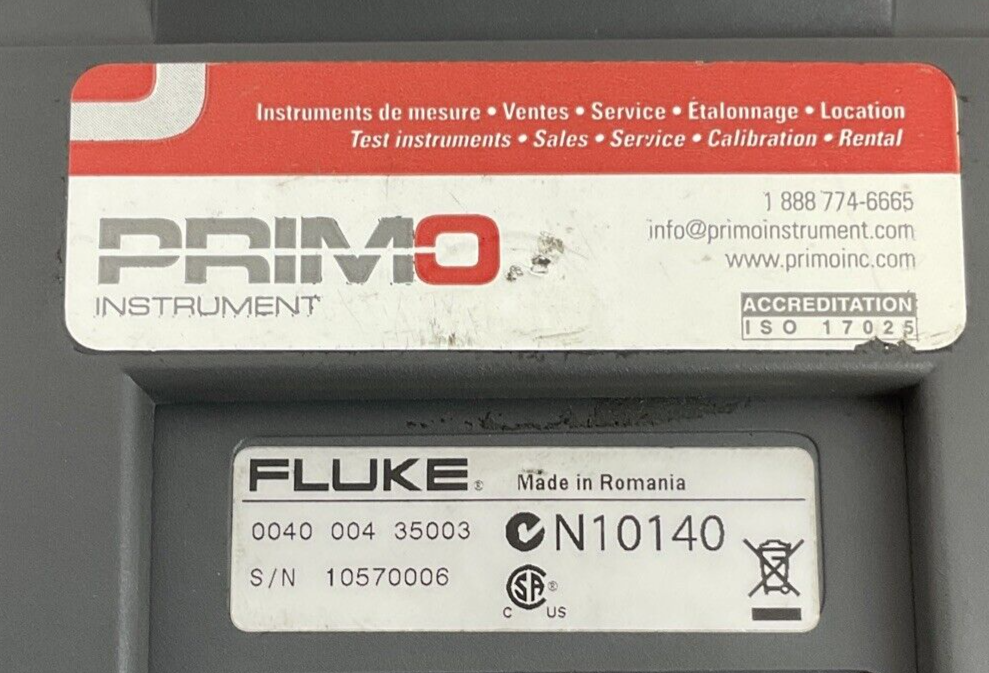 Instruments de mesure • Ventes • Service • Étalonnage • Location
Test instruments • Sales • Service • Calibration • Rental
1 888 774-6665
info@primoinstrument.com
www.primoinc.com
PRIMO
INSTRUMENT
ACCREDITATION
ISO 17025
FLUKE® Made in Romania
0040 004 35003 N10140
S/N 10570006
SA®
C US